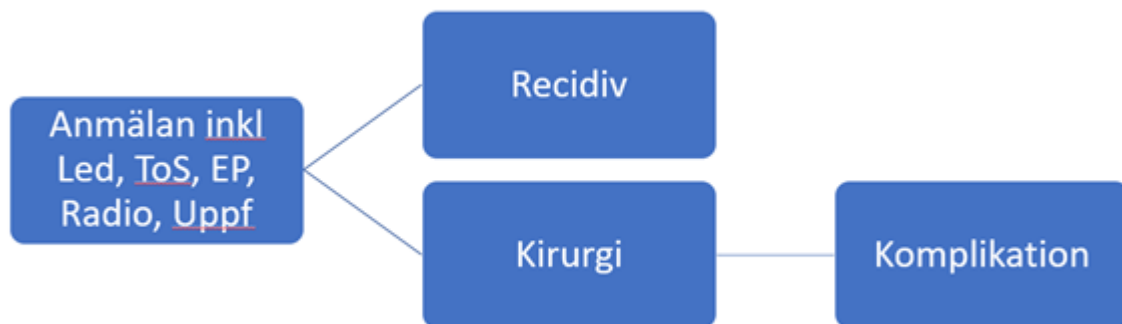 Anmälan inkl
Led, ToS, EP,
Radio, Uppf
Recidiv
Kirurgi
Komplikation